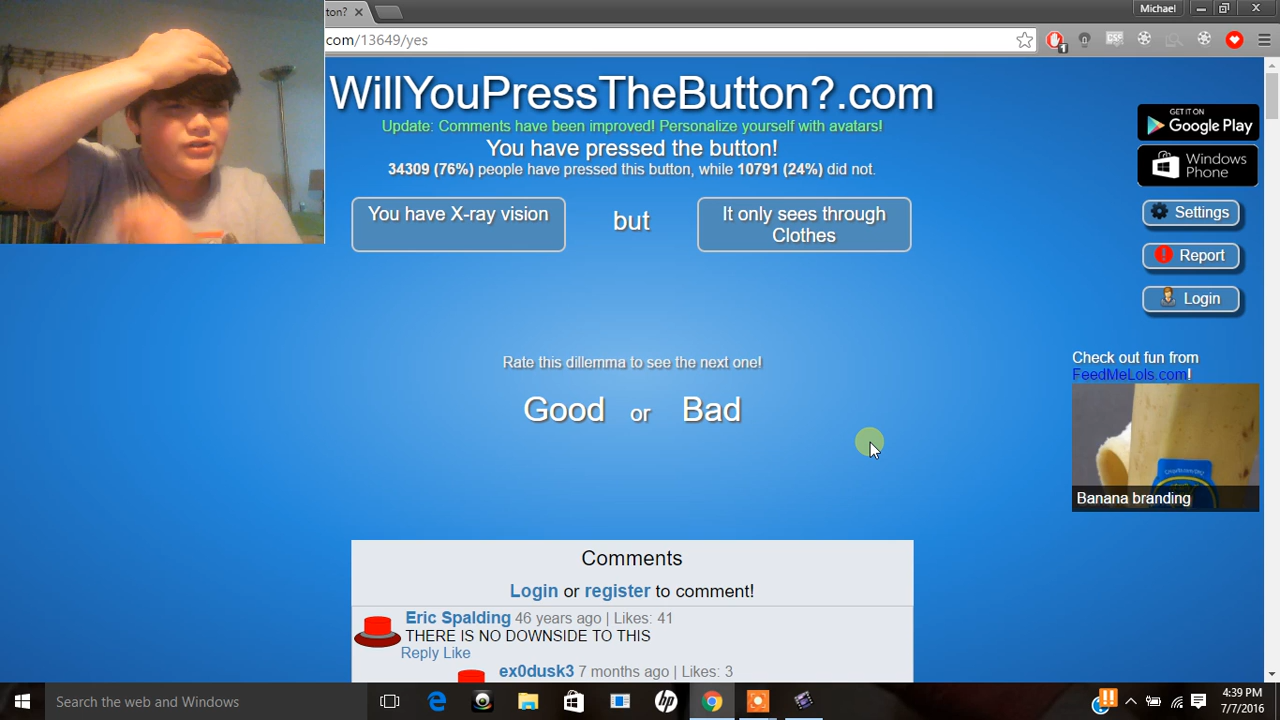 ton?
Michael
com/13649/yes
1
CSF
WillYouPressTheButton?.com
Update: Comments have been improved! Personalize yourself with avatars!
You have pressed the button!
34309 (76%) people have pressed this button, while 10791 (24%) did not.
You have X-ray vision
but
It only sees through
Clothes
GET IT ON
Google Play
Windows
Phone
Settings
Report
Login
Rate this dillemma to see the next one!
Good or Bad
Check out fun from
FeedMeLols.com!
Banana branding
Comments
Login or register to comment!
Eric Spalding 46 years ago | Likes: 41
THERE IS NO DOWNSIDE TO THIS
Reply Like
ex0dusk3 7 months ago | Likes: 3
Search the web and Windows
4:39 PM
7/7/2016